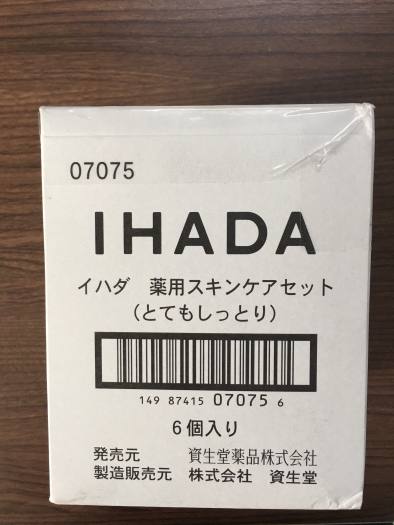 07075
IHADA
イハダ 薬用スキンケアセット
(とてもしっとり)
149 87415 07075 6
6個入り
発売元 資生堂薬品株式会社
製造販売元 株式会社 資生堂